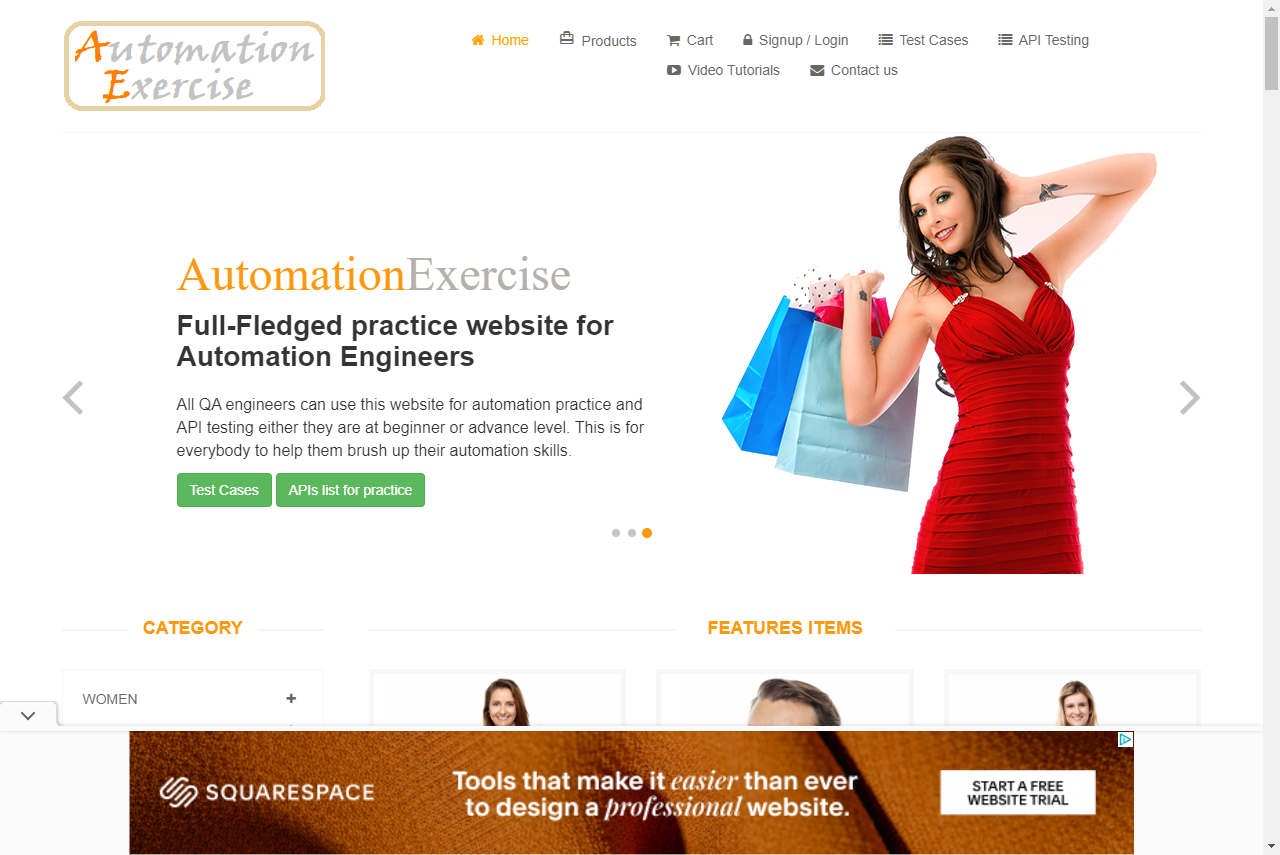 Automation
Exercise
Home
Products
Cart
Signup / Login
Test Cases
API Testing
Video Tutorials
Contact us
AutomationExercise
Full-Fledged practice website for
Automation Engineers
All QA engineers can use this website for automation practice and
API testing either they are at beginner or advance level. This is for
everybody to help them brush up their automation skills.
Test Cases
APIs list for practice
CATEGORY
FEATURES ITEMS
WOMEN
SQUARESPACE
Tools that make it easier than ever
to design a professional website.
START A FREE
WEBSITE TRIAL